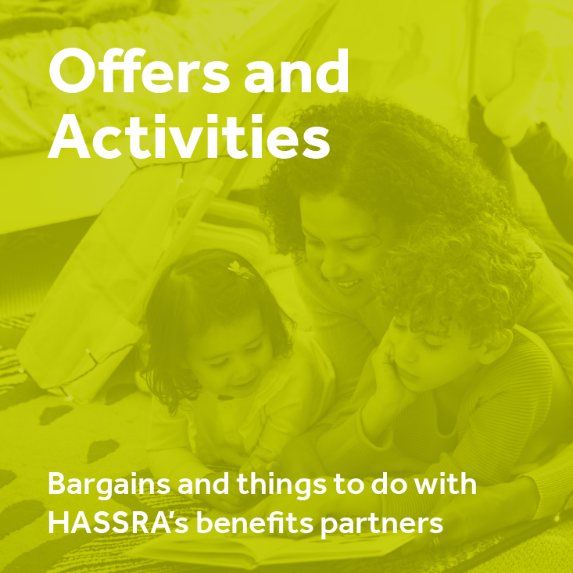 Offers and
Activities
Bargains and things to do with
HASSRA's benefits partners